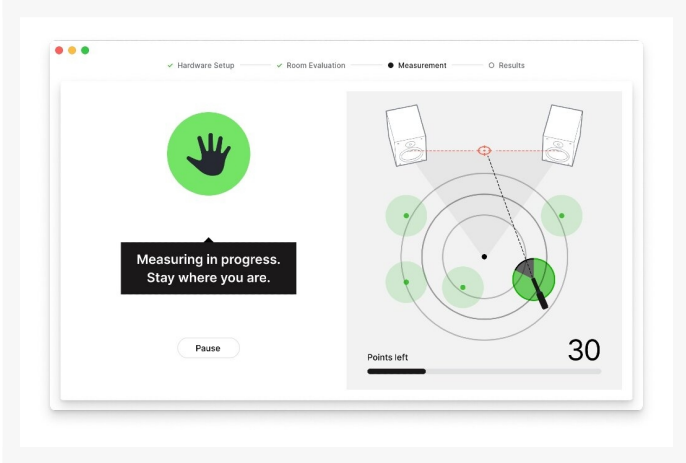 Hardware Setup
Room Evaluation
Measurement
Results
Measuring in progress.
Stay where you are.
Pause
Points left
30